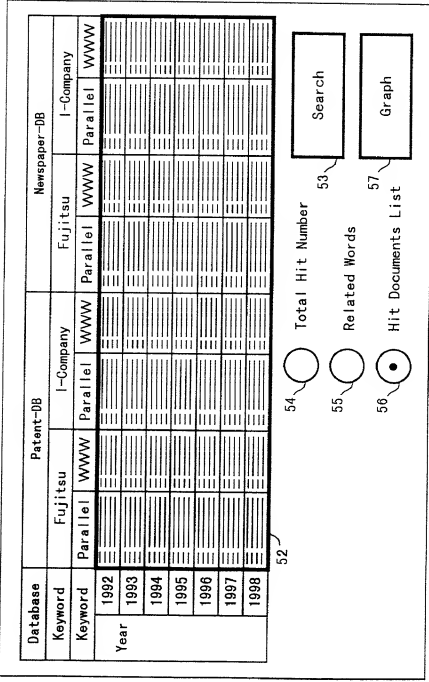 Database Patent-DB Newspaper-DB
Keyword Fujitsu I-Company Fujitsu I-Company
Keyword Parallel WWW Parallel WWW Parallel WWW Parallel WWW
Year
1992
1993
1994
1995
1996
1997
1998
52
54 Total Hit Number
55 Related Words
56 Hit Documents List
53 Search
57 Graph